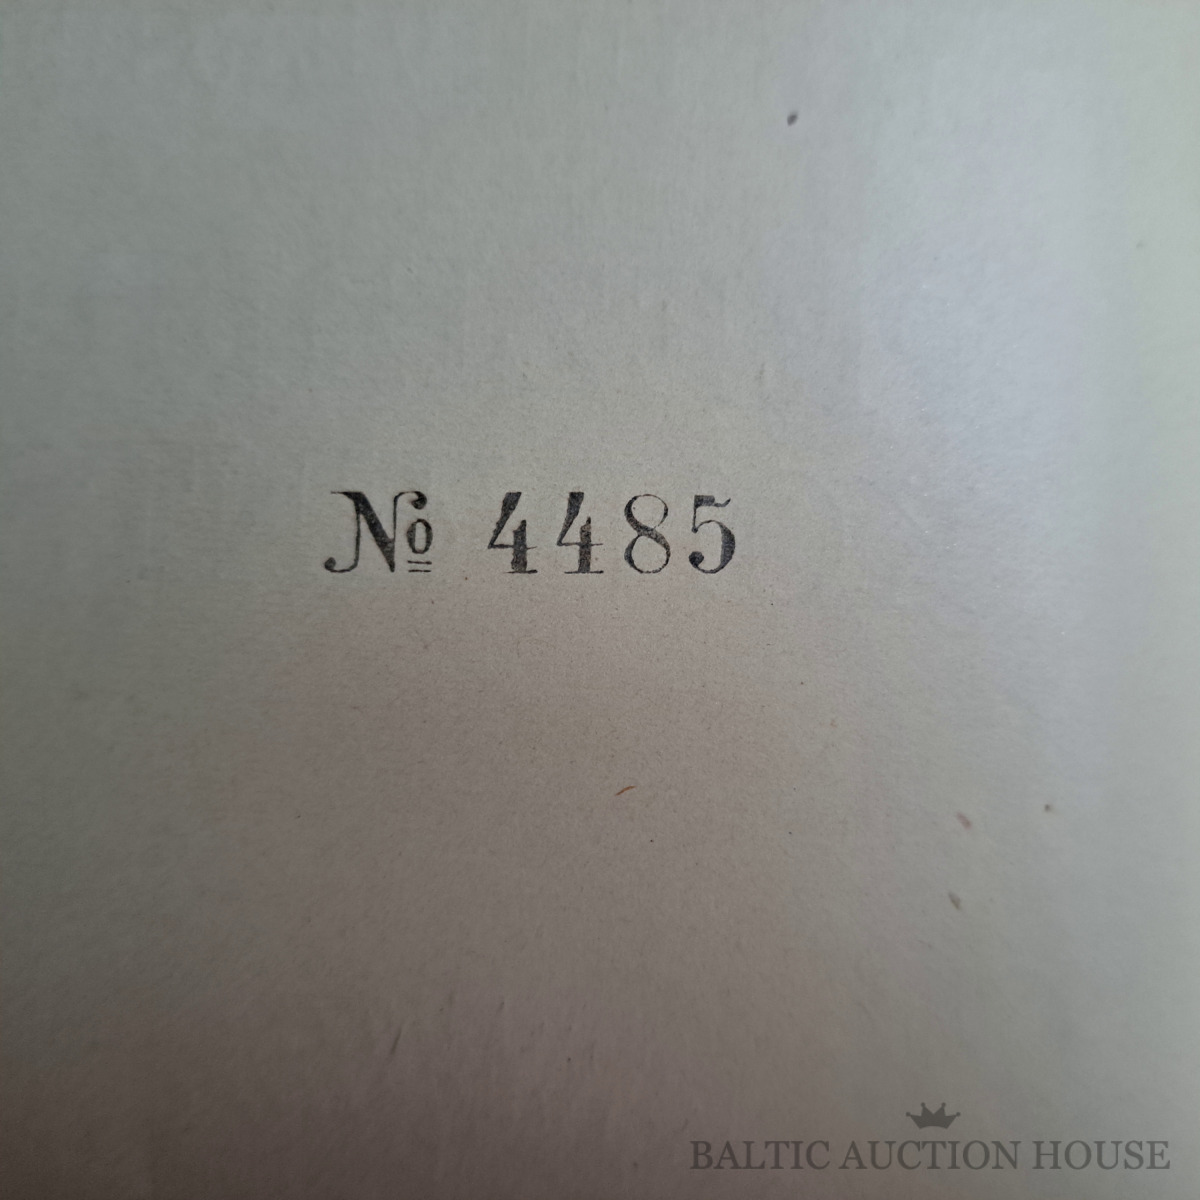 № 4485
BALTIC AUCTION HOUSE